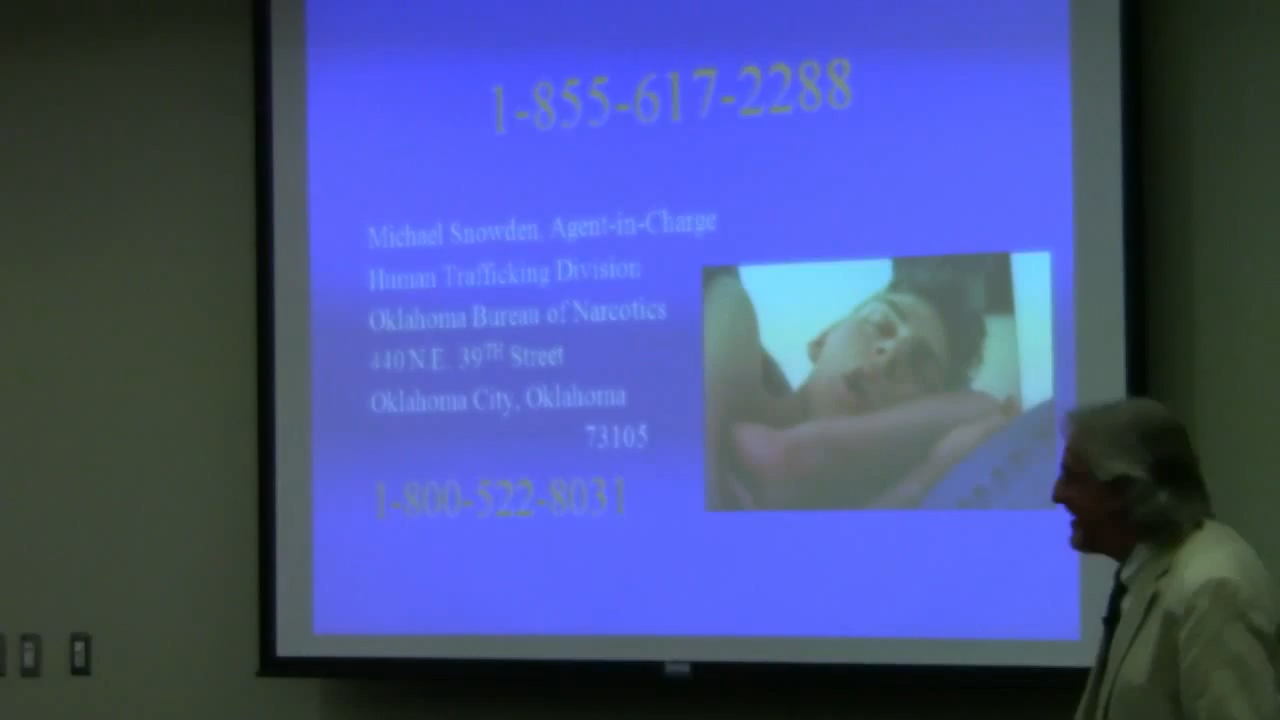 1-855-617-2288
Michael Snowden, Agent-in-Charge
Human Trafficking Division
Oklahoma Bureau of Narcotics
440 N.E. 39TH Street
Oklahoma City, Oklahoma
73105
1-800-522-8031